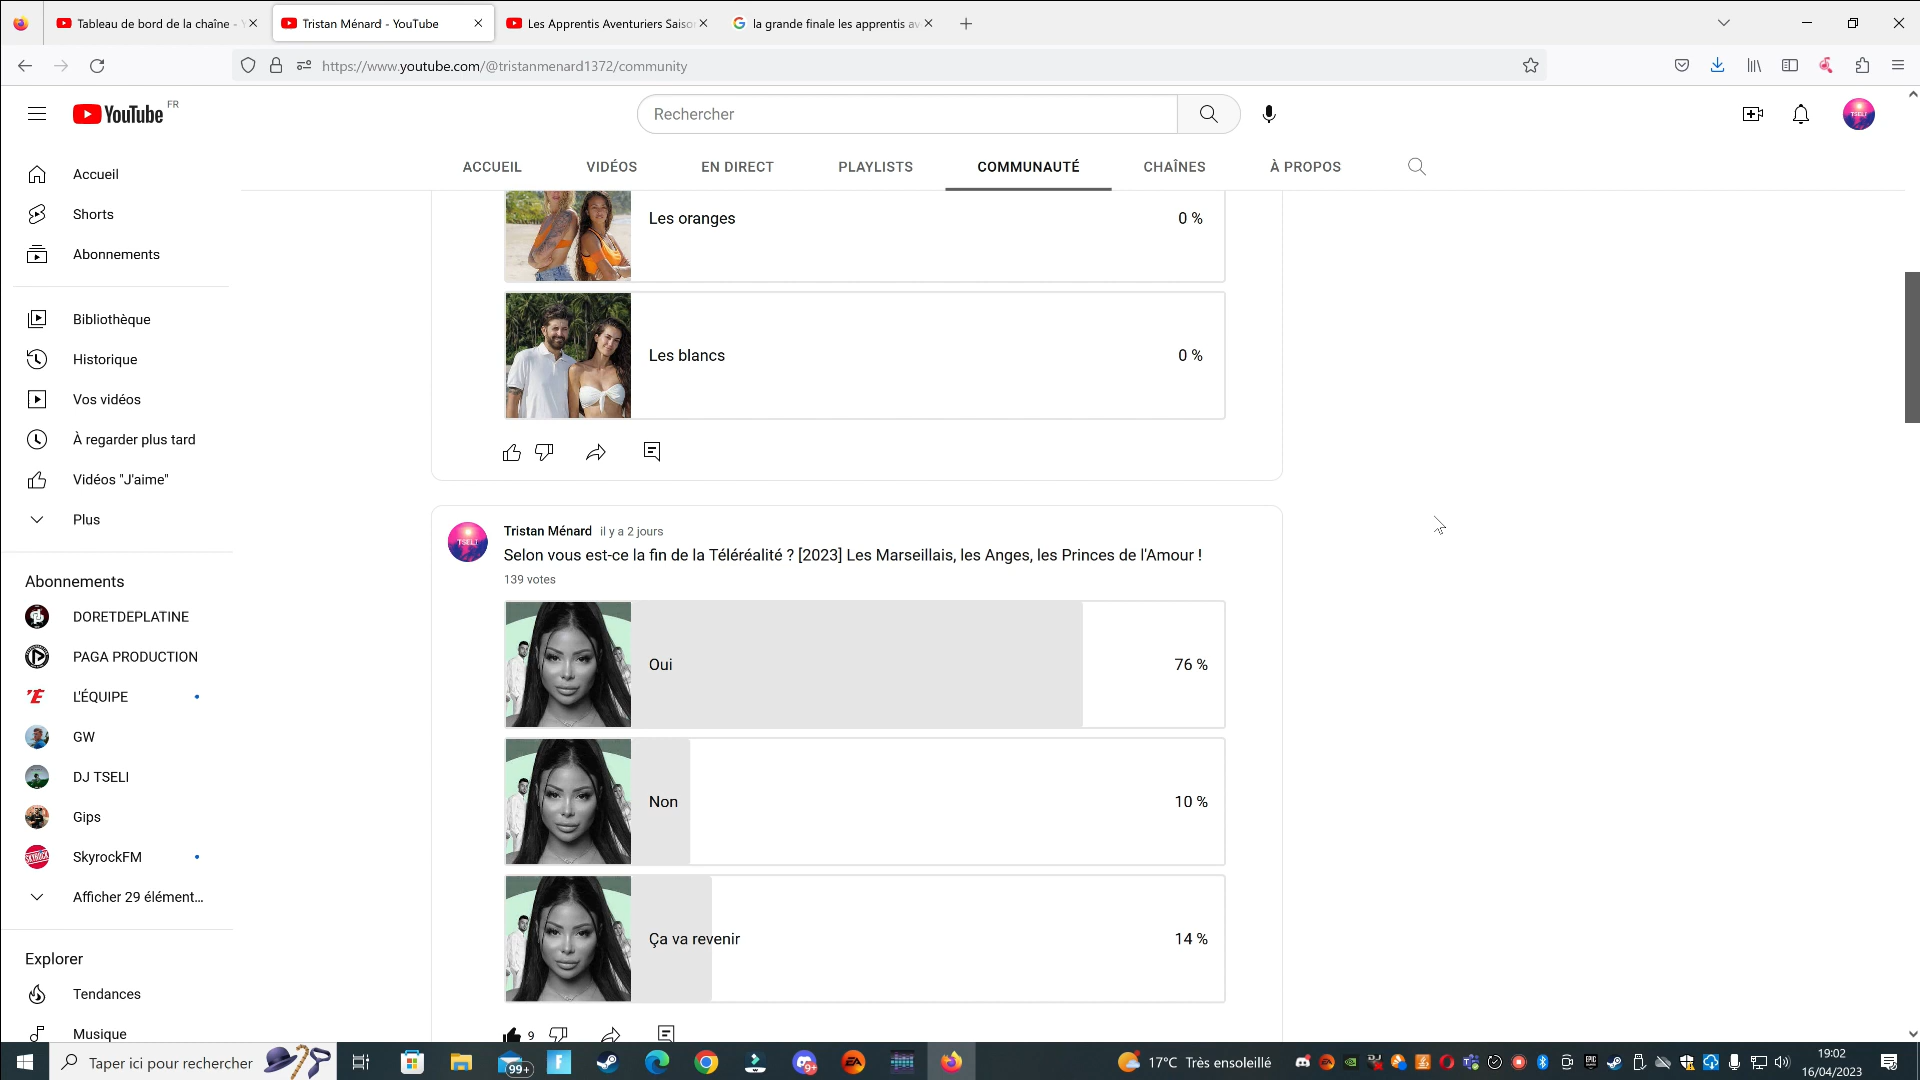 Tableau de bord de la chaîne - Y
Tristan Ménard - YouTube
Les Apprentis Aventuriers Saiso
la grande finale les apprentis av
https://www.youtube.com/@tristanmenard1372/community
YouTube FR
Rechercher
TSELI
ACCUEIL
VIDÉOS
EN DIRECT
PLAYLISTS
COMMUNAUTÉ
CHAÎNES
À PROPOS
Accueil
Shorts
Abonnements
Bibliothèque
Historique
Vos vidéos
À regarder plus tard
Vidéos "J'aime"
Plus
Abonnements
DORETDEPLATINE
PAGA PRODUCTION
L'ÉQUIPE
GW
DJ TSELI
Gips
SkyrockFM
Afficher 29 élément...
Explorer
Tendances
Musique
Les oranges
0 %
Les blancs
0 %
TSELI
Tristan Ménard il y a 2 jours
Selon vous est-ce la fin de la Téléréalité ? [2023] Les Marseillais, les Anges, les Princes de l'Amour !
139 votes
Oui
76 %
Non
10 %
Ça va revenir
14 %
9
Taper ici pour rechercher
99+
9+
EA
17°C Très ensoleillé
19:02
16/04/2023